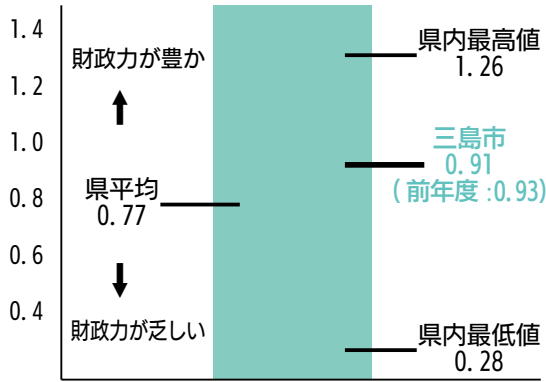 1.4
1.2
1.0
0.8
0.6
0.4
財政力が豊か
県平均
0.77
財政力が乏しい
県内最高値
1.26
三島市
0.91
(前年度:0.93)
県内最低値
0.28